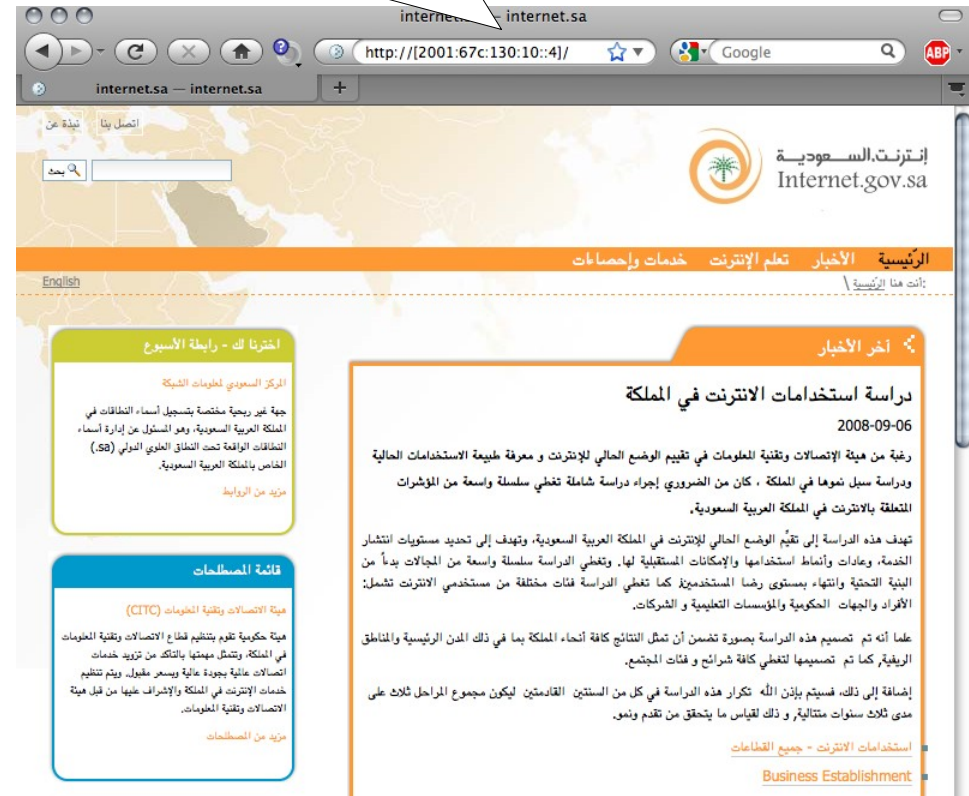 internet.sa — internet.sa
http://[2001:67c:130:10::4]/
Google
ABP
internet.sa — internet.sa
اتصل بنا نبذة عن
بحث
إنـترنـت.الســـعوديـــة
Internet.gov.sa
الرّئيسية الأخبار تعلم الإنترنت خدمات وإحصاءات
English
أنت هنا: الرّئيسية \
آخر الأخبار
دراسة استخدامات الانترنت في المملكة
2008-09-06
رغبة من هيئة الإتصالات وتقنية المعلومات في تقييم الوضع الحالي للإنترنت و معرفة طبيعة الاستخدامات الحالية
ودراسة سبل نموها في المملكة ، كان من الضروري إجراء دراسة شاملة تغطي سلسلة واسعة من المؤشرات
المتعلقة بالانترنت في المملكة العربية السعودية.
تهدف هذه الدراسة إلى تقيُّم الوضع الحالي للإنترنت في المملكة العربية السعودية، وتهدف إلى تحديد مستويات انتشار
الخدمة، وعادات وأنماط استخدامها والإمكانات المستقبلية لها. وتغطي الدراسة سلسلة واسعة من المجالات بدءاً من
البنية التحتية وانتهاء بمستوى رضا المستخدمين. كما تغطي الدراسة فئات مختلفة من مستخدمي الانترنت تشمل:
الأفراد والجهات الحكومية والمؤسسات التعليمية و الشركات.
علما أنه تم تصميم هذه الدراسة بصورة تضمن أن تمثل النتائج كافة أنحاء المملكة بما في ذلك المدن الرئيسية والمناطق
الريفية, كما تم تصميمها لتغطي كافة شرائح و فئات المجتمع.
إضافة إلى ذلك، فسيتم بإذن الله تكرار هذه الدراسة في كل من السنتين القادمتين ليكون مجموع المراحل ثلاث على
مدى ثلاث سنوات متتالية, و ذلك لقياس ما يتحقق من تقدم ونمو.
استخدامات الانترنت - جميع القطاعات
Business Establishment
اخترنا لك - رابطة الأسبوع
المركز السعودي لمعلومات الشبكة
جهة غير ربحية مختصة بتسجيل أسماء النطاقات في
المملكة العربية السعودية، وهو المسئول عن إدارة أسماء
النطاقات الواقعة تحت النطاق العلوي الدولي (sa.)
الخاص بالمملكة العربية السعودية.
مزيد من الروابط
قائمة المصطلحات
هيئة الاتصالات وتقنية المعلومات (CITC)
هيئة حكومية تقوم بتنظيم قطاع الاتصالات وتقنية المعلومات
في المملكة، وتتمثل مهمتها بالتأكد من تزويد خدمات
اتصالات عالية بجودة عالية وبسعر مقبول. ويتم تنظيم
خدمات الإنترنت في المملكة والإشراف عليها من قبل هيئة
الاتصالات وتقنية المعلومات.
مزيد من المصطلحات